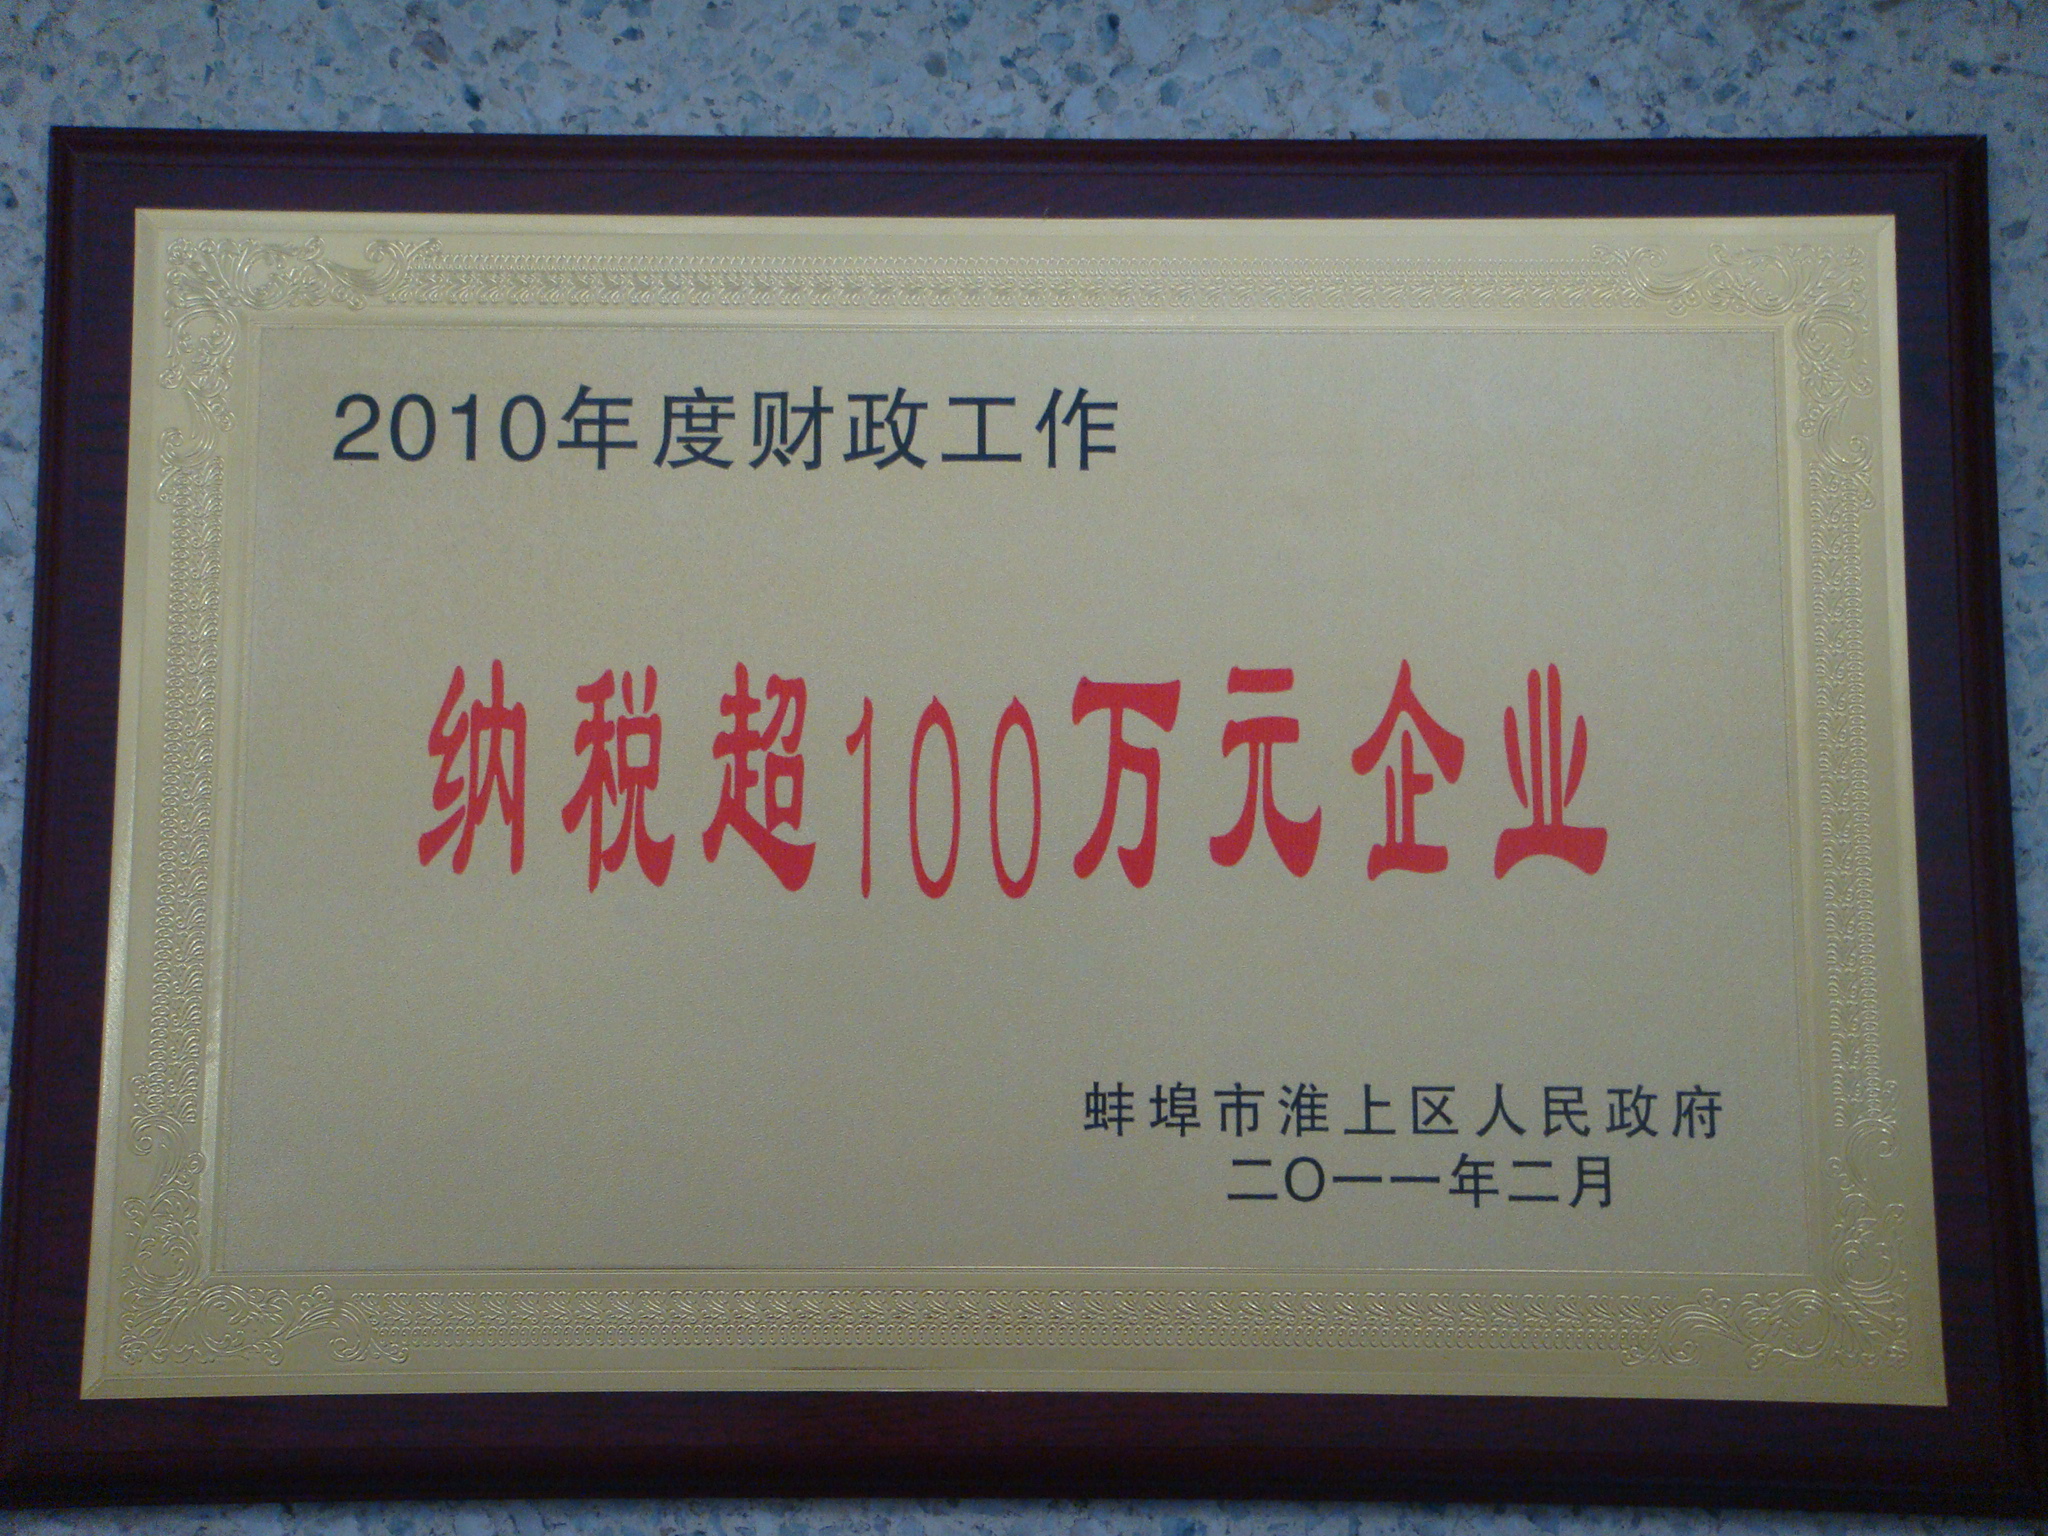 2010年度财政工作
纳税超100万元企业
蚌埠市淮上区人民政府
二〇一一年二月